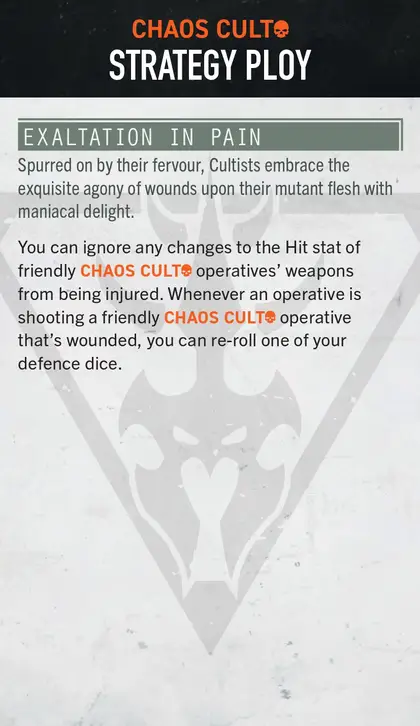 CHAOS CULT
STRATEGY PLOY
EXALTATION IN PAIN
Spurred on by their fervour, Cultists embrace the
exquisite agony of wounds upon their mutant flesh with
maniacal delight.
You can ignore any changes to the Hit stat of
friendly CHAOS CULT operatives’ weapons
from being injured. Whenever an operative is
shooting a friendly CHAOS CULT operative
that’s wounded, you can re-roll one of your
defence dice.